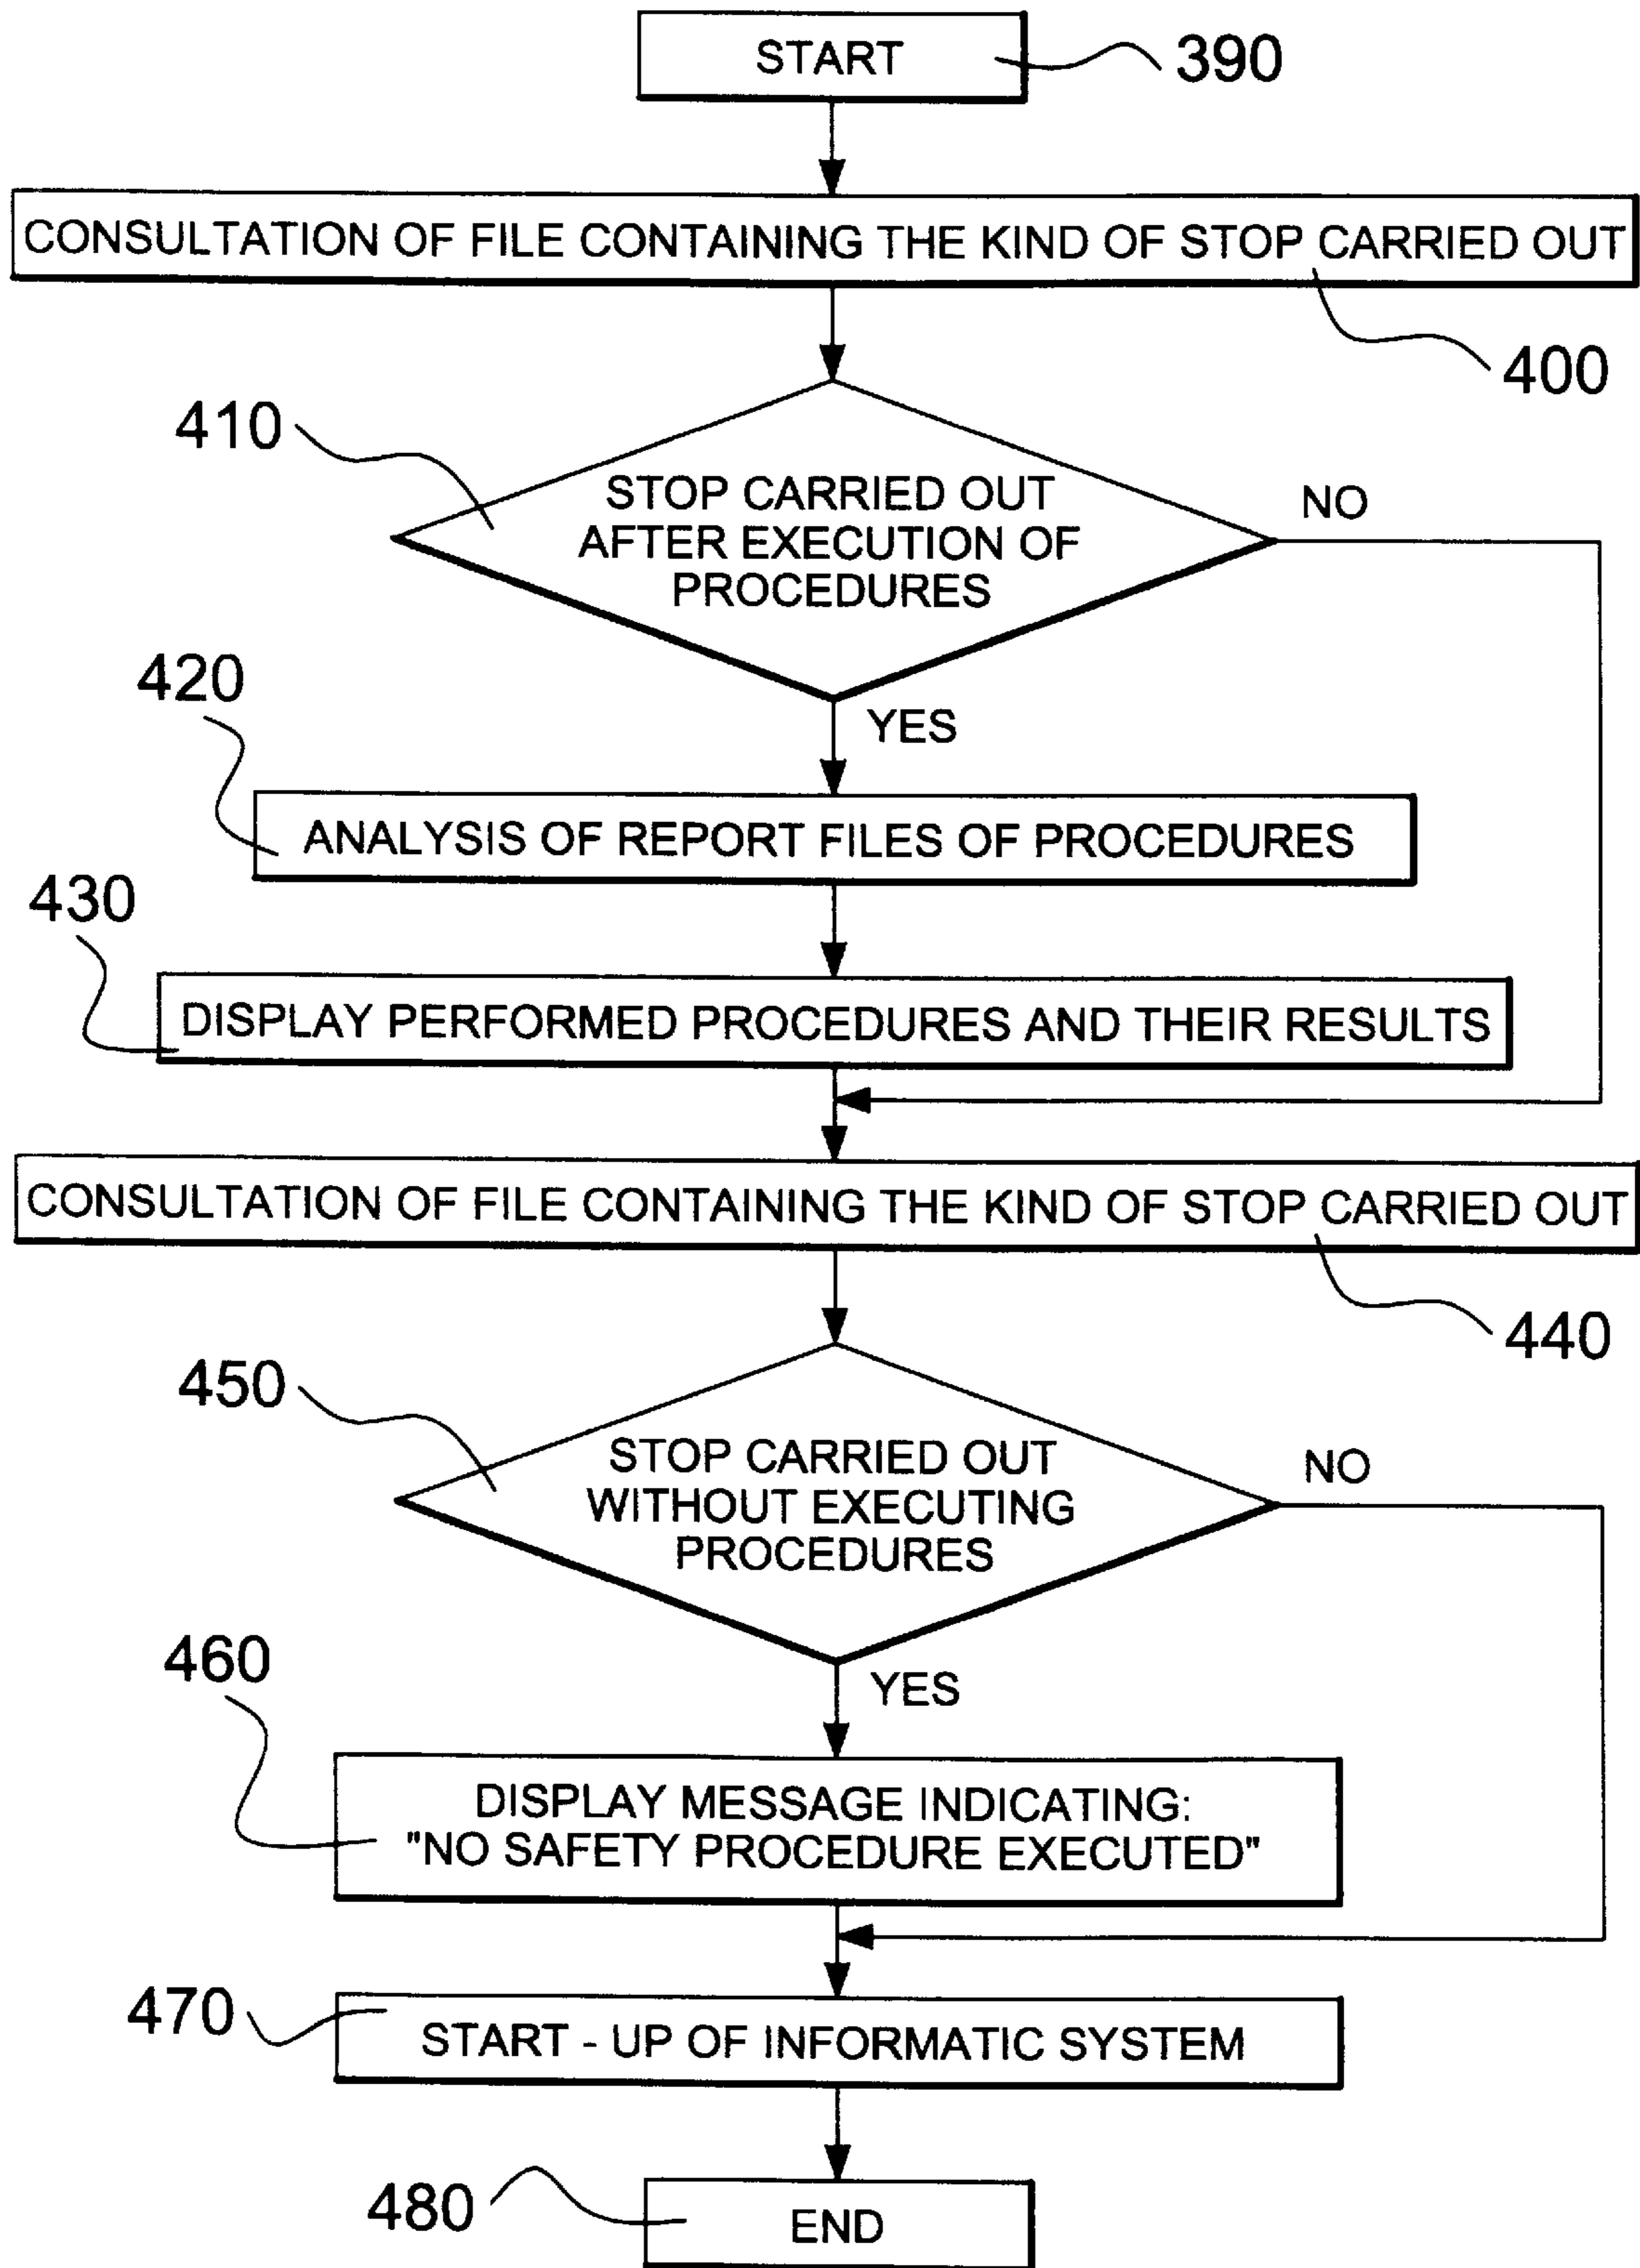 START
390
CONSULTATION OF FILE CONTAINING THE KIND OF STOP CARRIED OUT
400
410
STOP CARRIED OUT
AFTER EXECUTION OF
PROCEDURES
NO
YES
420
ANALYSIS OF REPORT FILES OF PROCEDURES
430
DISPLAY PERFORMED PROCEDURES AND THEIR RESULTS
CONSULTATION OF FILE CONTAINING THE KIND OF STOP CARRIED OUT
440
450
STOP CARRIED OUT
WITHOUT EXECUTING
PROCEDURES
NO
YES
460
DISPLAY MESSAGE INDICATING:
"NO SAFETY PROCEDURE EXECUTED"
470
START - UP OF INFORMATIC SYSTEM
480
END